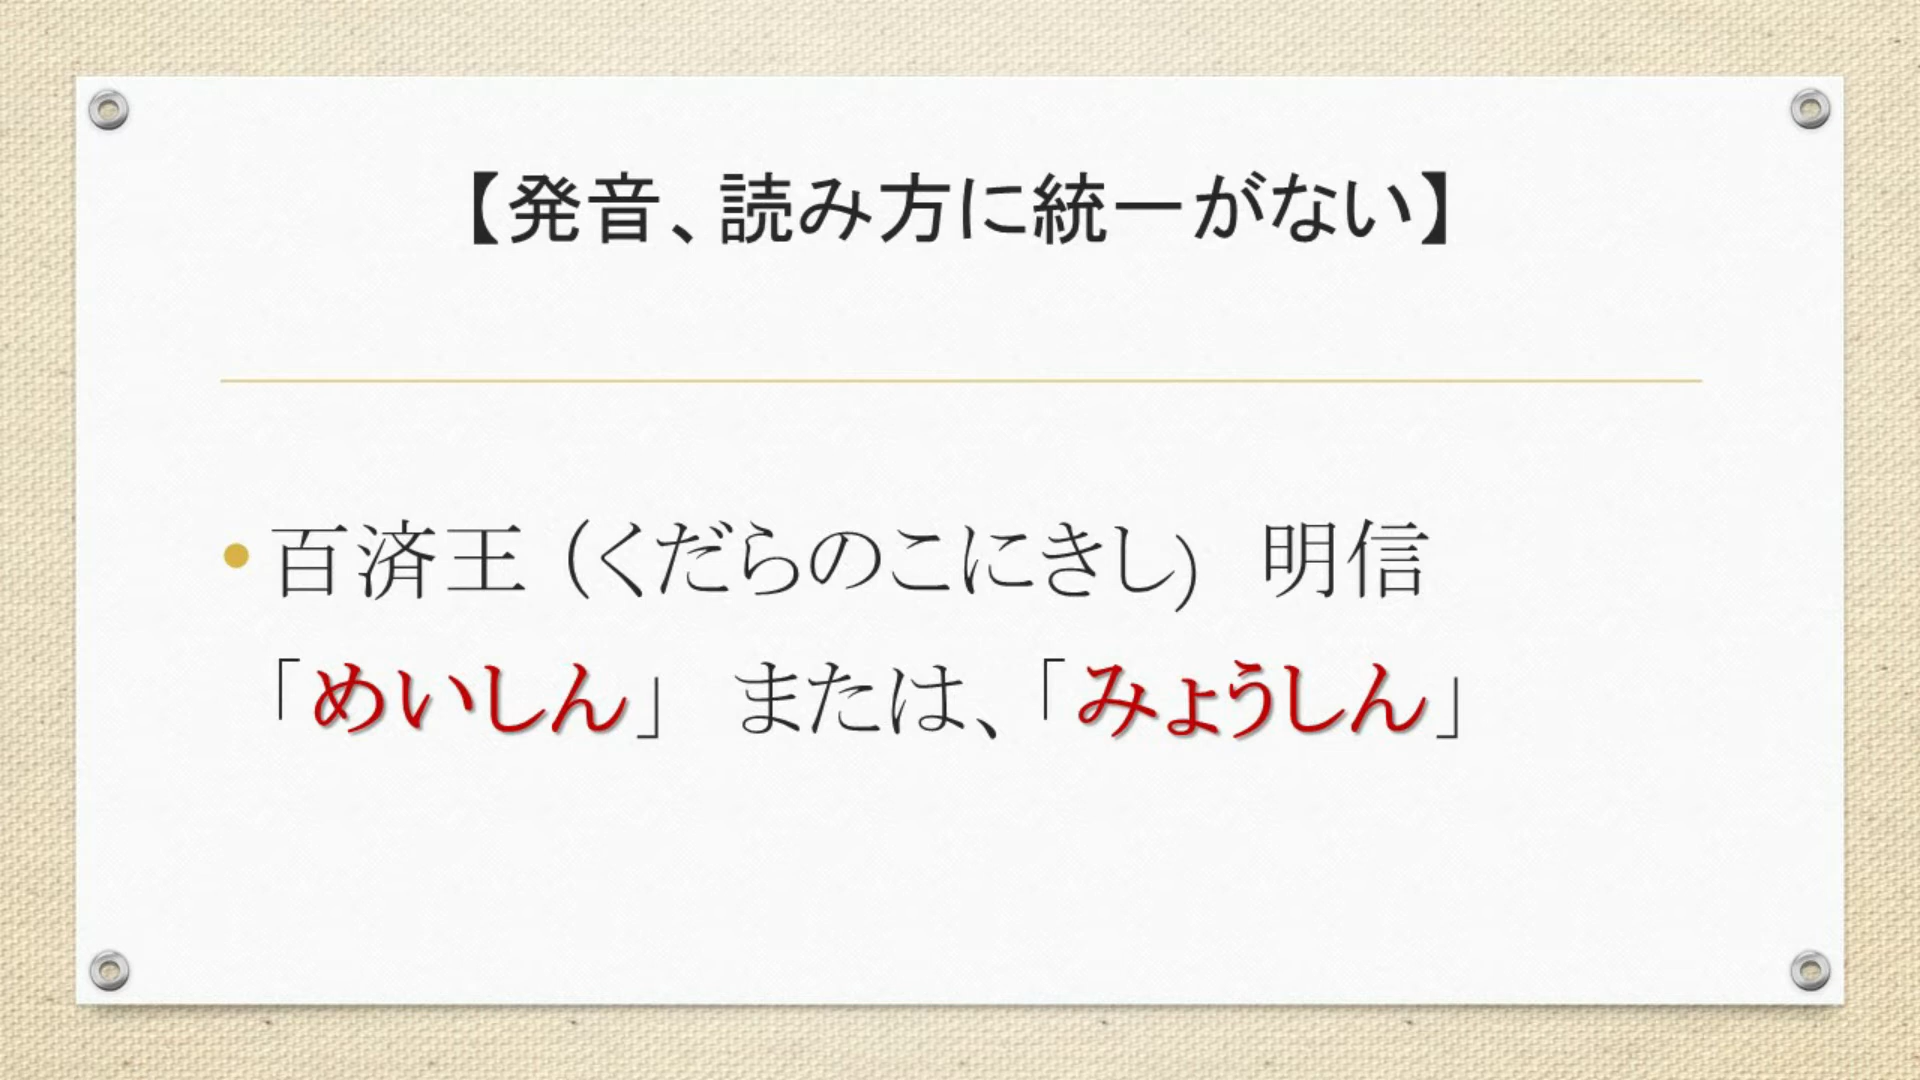 【発音、読み方に統一がない】
• 百済王（くだらのこにきし） 明信
「めいしん」 または、「みょうしん」